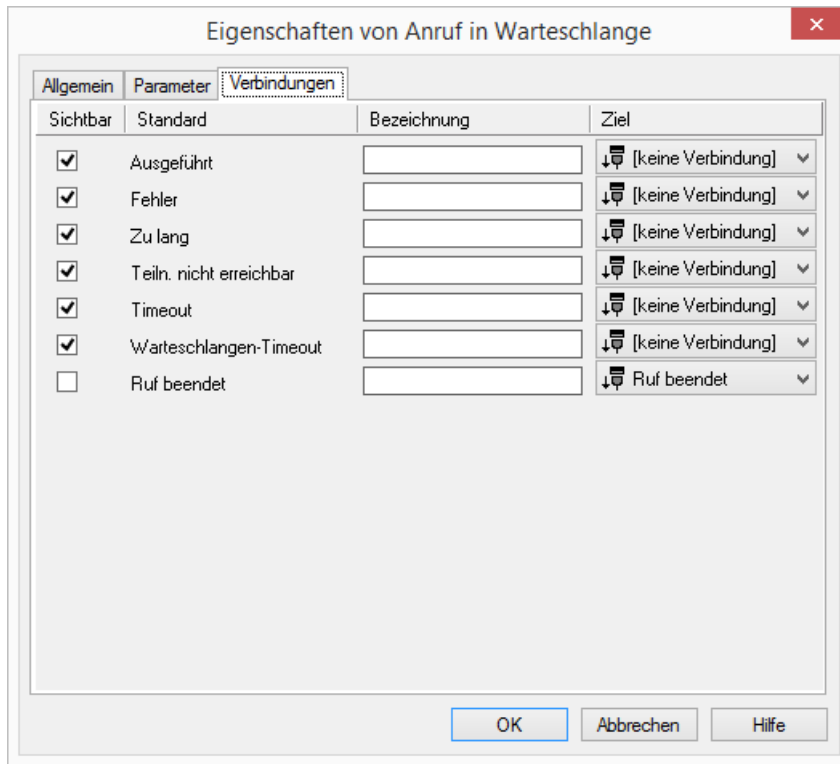 Eigenschaften von Anruf in Warteschlange
Allgemein Parameter Verbindungen
Sichtbar Standard Bezeichnung Ziel
Ausgeführt [keine Verbindung]
Fehler [keine Verbindung]
Zu lang [keine Verbindung]
Teiln. nicht erreichbar [keine Verbindung]
Timeout [keine Verbindung]
Warteschlangen-Timeout [keine Verbindung]
Ruf beendet Ruf beendet
OK Abbrechen Hilfe